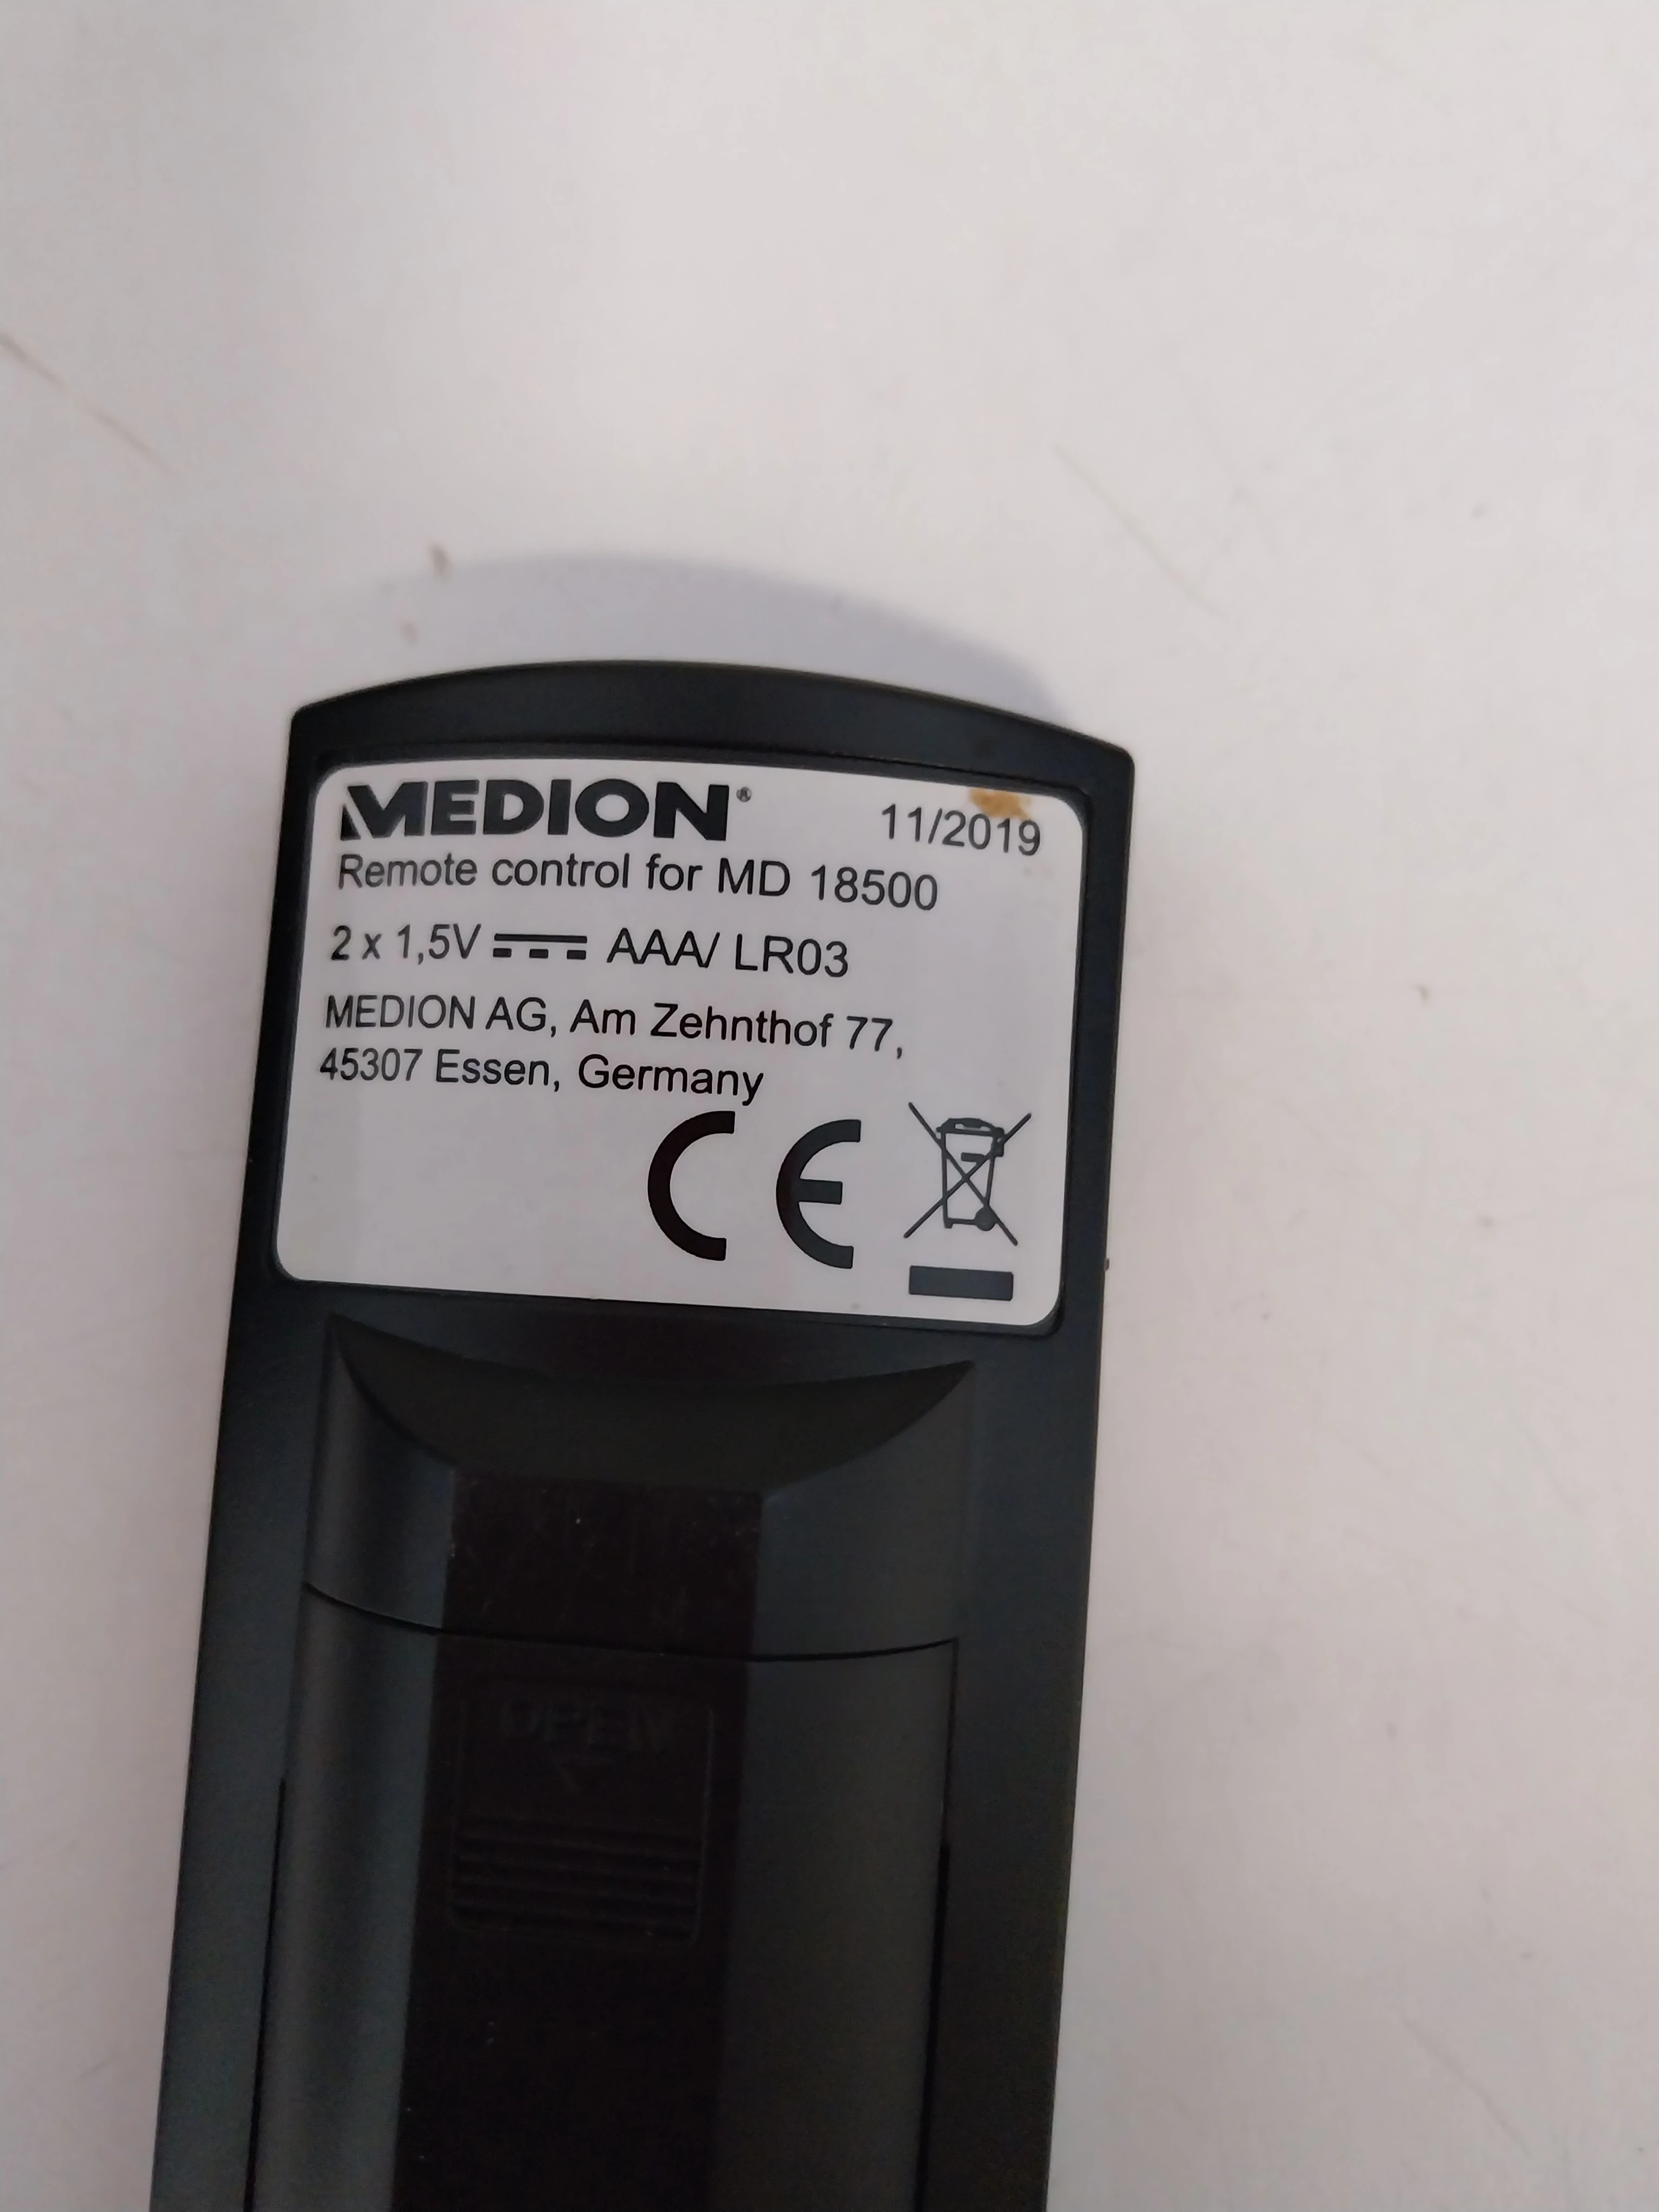 MEDION® 11/2019
Remote control for MD 18500
2 x 1,5V AAA/ LR03
MEDION AG, Am Zehnthof 77,
45307 Essen, Germany
CE
OPEN